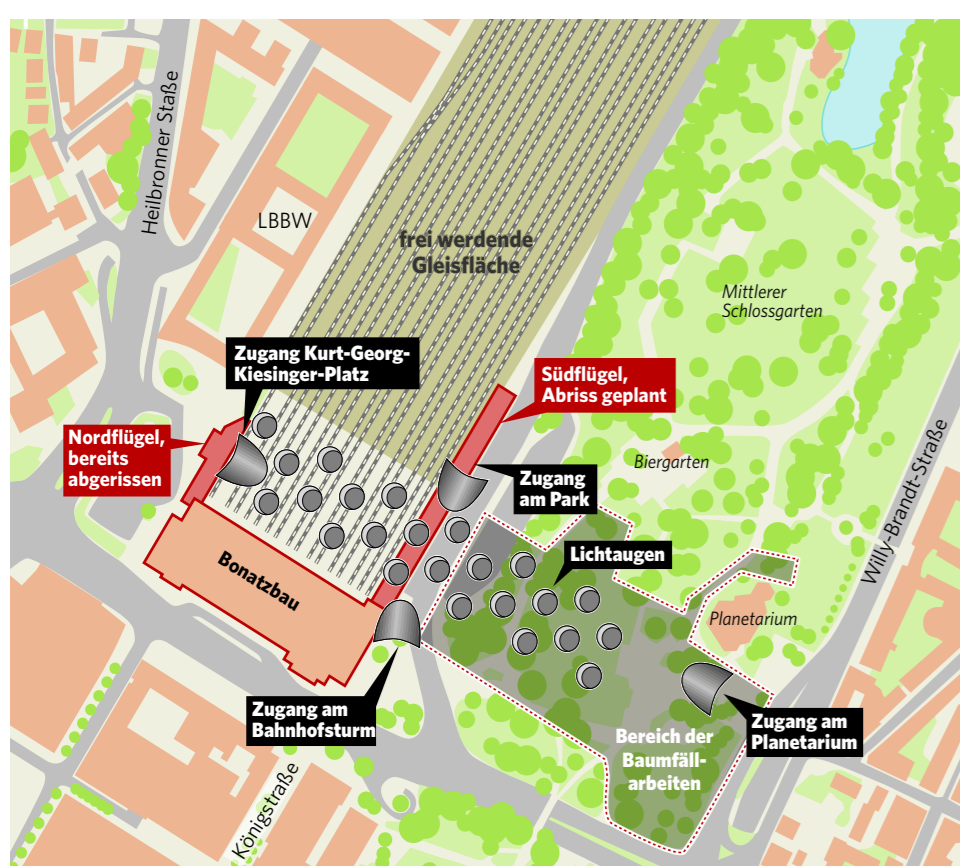 Heilbronner Staße
LBBW
frei werdende
Gleisfläche
Mittlerer
Schlossgarten
Zugang Kurt-Georg-
Kiesinger-Platz
Südflügel,
Abriss geplant
Nordflügel,
bereits
abgerissen
Biergarten
Willy-Brandt-Straße
Zugang
am Park
Lichtaugen
Bonatzbau
Planetarium
Zugang am
Bahnhofsturm
Zugang am
Planetarium
Bereich der
Baumfäll-
arbeiten
Königstraße